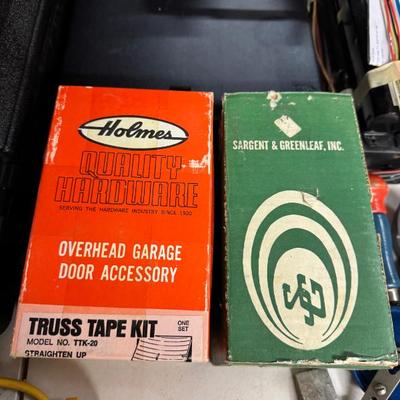 Holmes
QUALITY
HARDWARE
SERVING THE HARDWARE INDUSTRY SINCE 1920
OVERHEAD GARAGE
DOOR ACCESSORY
TRUSS TAPE KIT
ONE
SET
MODEL NO. TTK-20
STRAIGHTEN UP
SARGENT & GREENLEAF, INC.
S&G